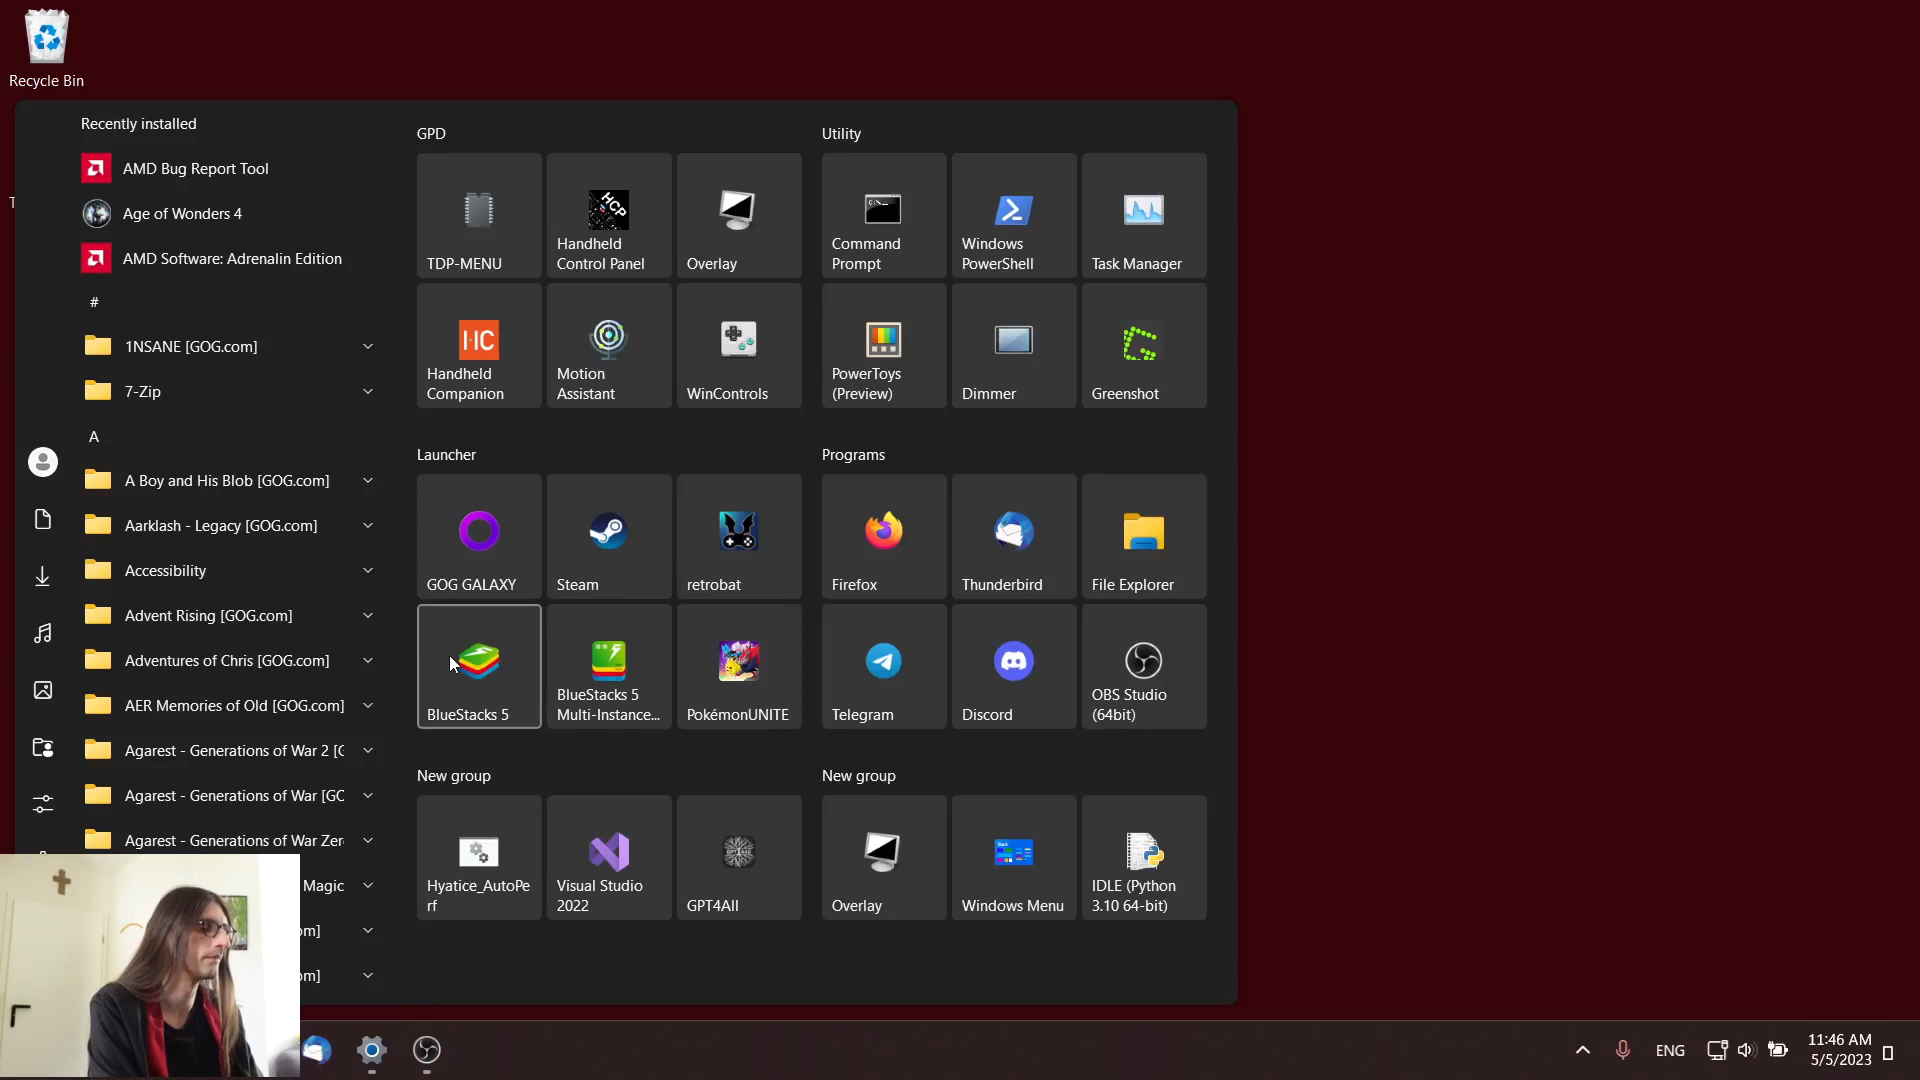 Recycle Bin
T
Recently installed
AMD Bug Report Tool
Age of Wonders 4
AMD Software: Adrenalin Edition
#
1NSANE [GOG.com]
7-Zip
A
A Boy and His Blob [GOG.com]
Aarklash - Legacy [GOG.com]
Accessibility
Advent Rising [GOG.com]
Adventures of Chris [GOG.com]
AER Memories of Old [GOG.com]
Agarest - Generations of War 2 [G
Agarest - Generations of War [GO
Agarest - Generations of War Zer
Magic
om]
om]
GPD
TDP-MENU
HCP
Handheld
Control Panel
Overlay
HC
Handheld
Companion
Motion
Assistant
WinControls
Utility
C:\>_
Command
Prompt
Windows
PowerShell
Task Manager
PowerToys
(Preview)
Dimmer
Greenshot
Launcher
GOG GALAXY
Steam
retrobat
BlueStacks 5
BlueStacks 5
Multi-Instance...
PokémonUNITE
Programs
Firefox
Thunderbird
File Explorer
Telegram
Discord
OBS Studio
(64bit)
New group
Hyatice_AutoPe
rf
Visual Studio
2022
GPT4All
New group
Overlay
Windows Menu
IDLE (Python
3.10 64-bit)
ENG
11:46 AM
5/5/2023